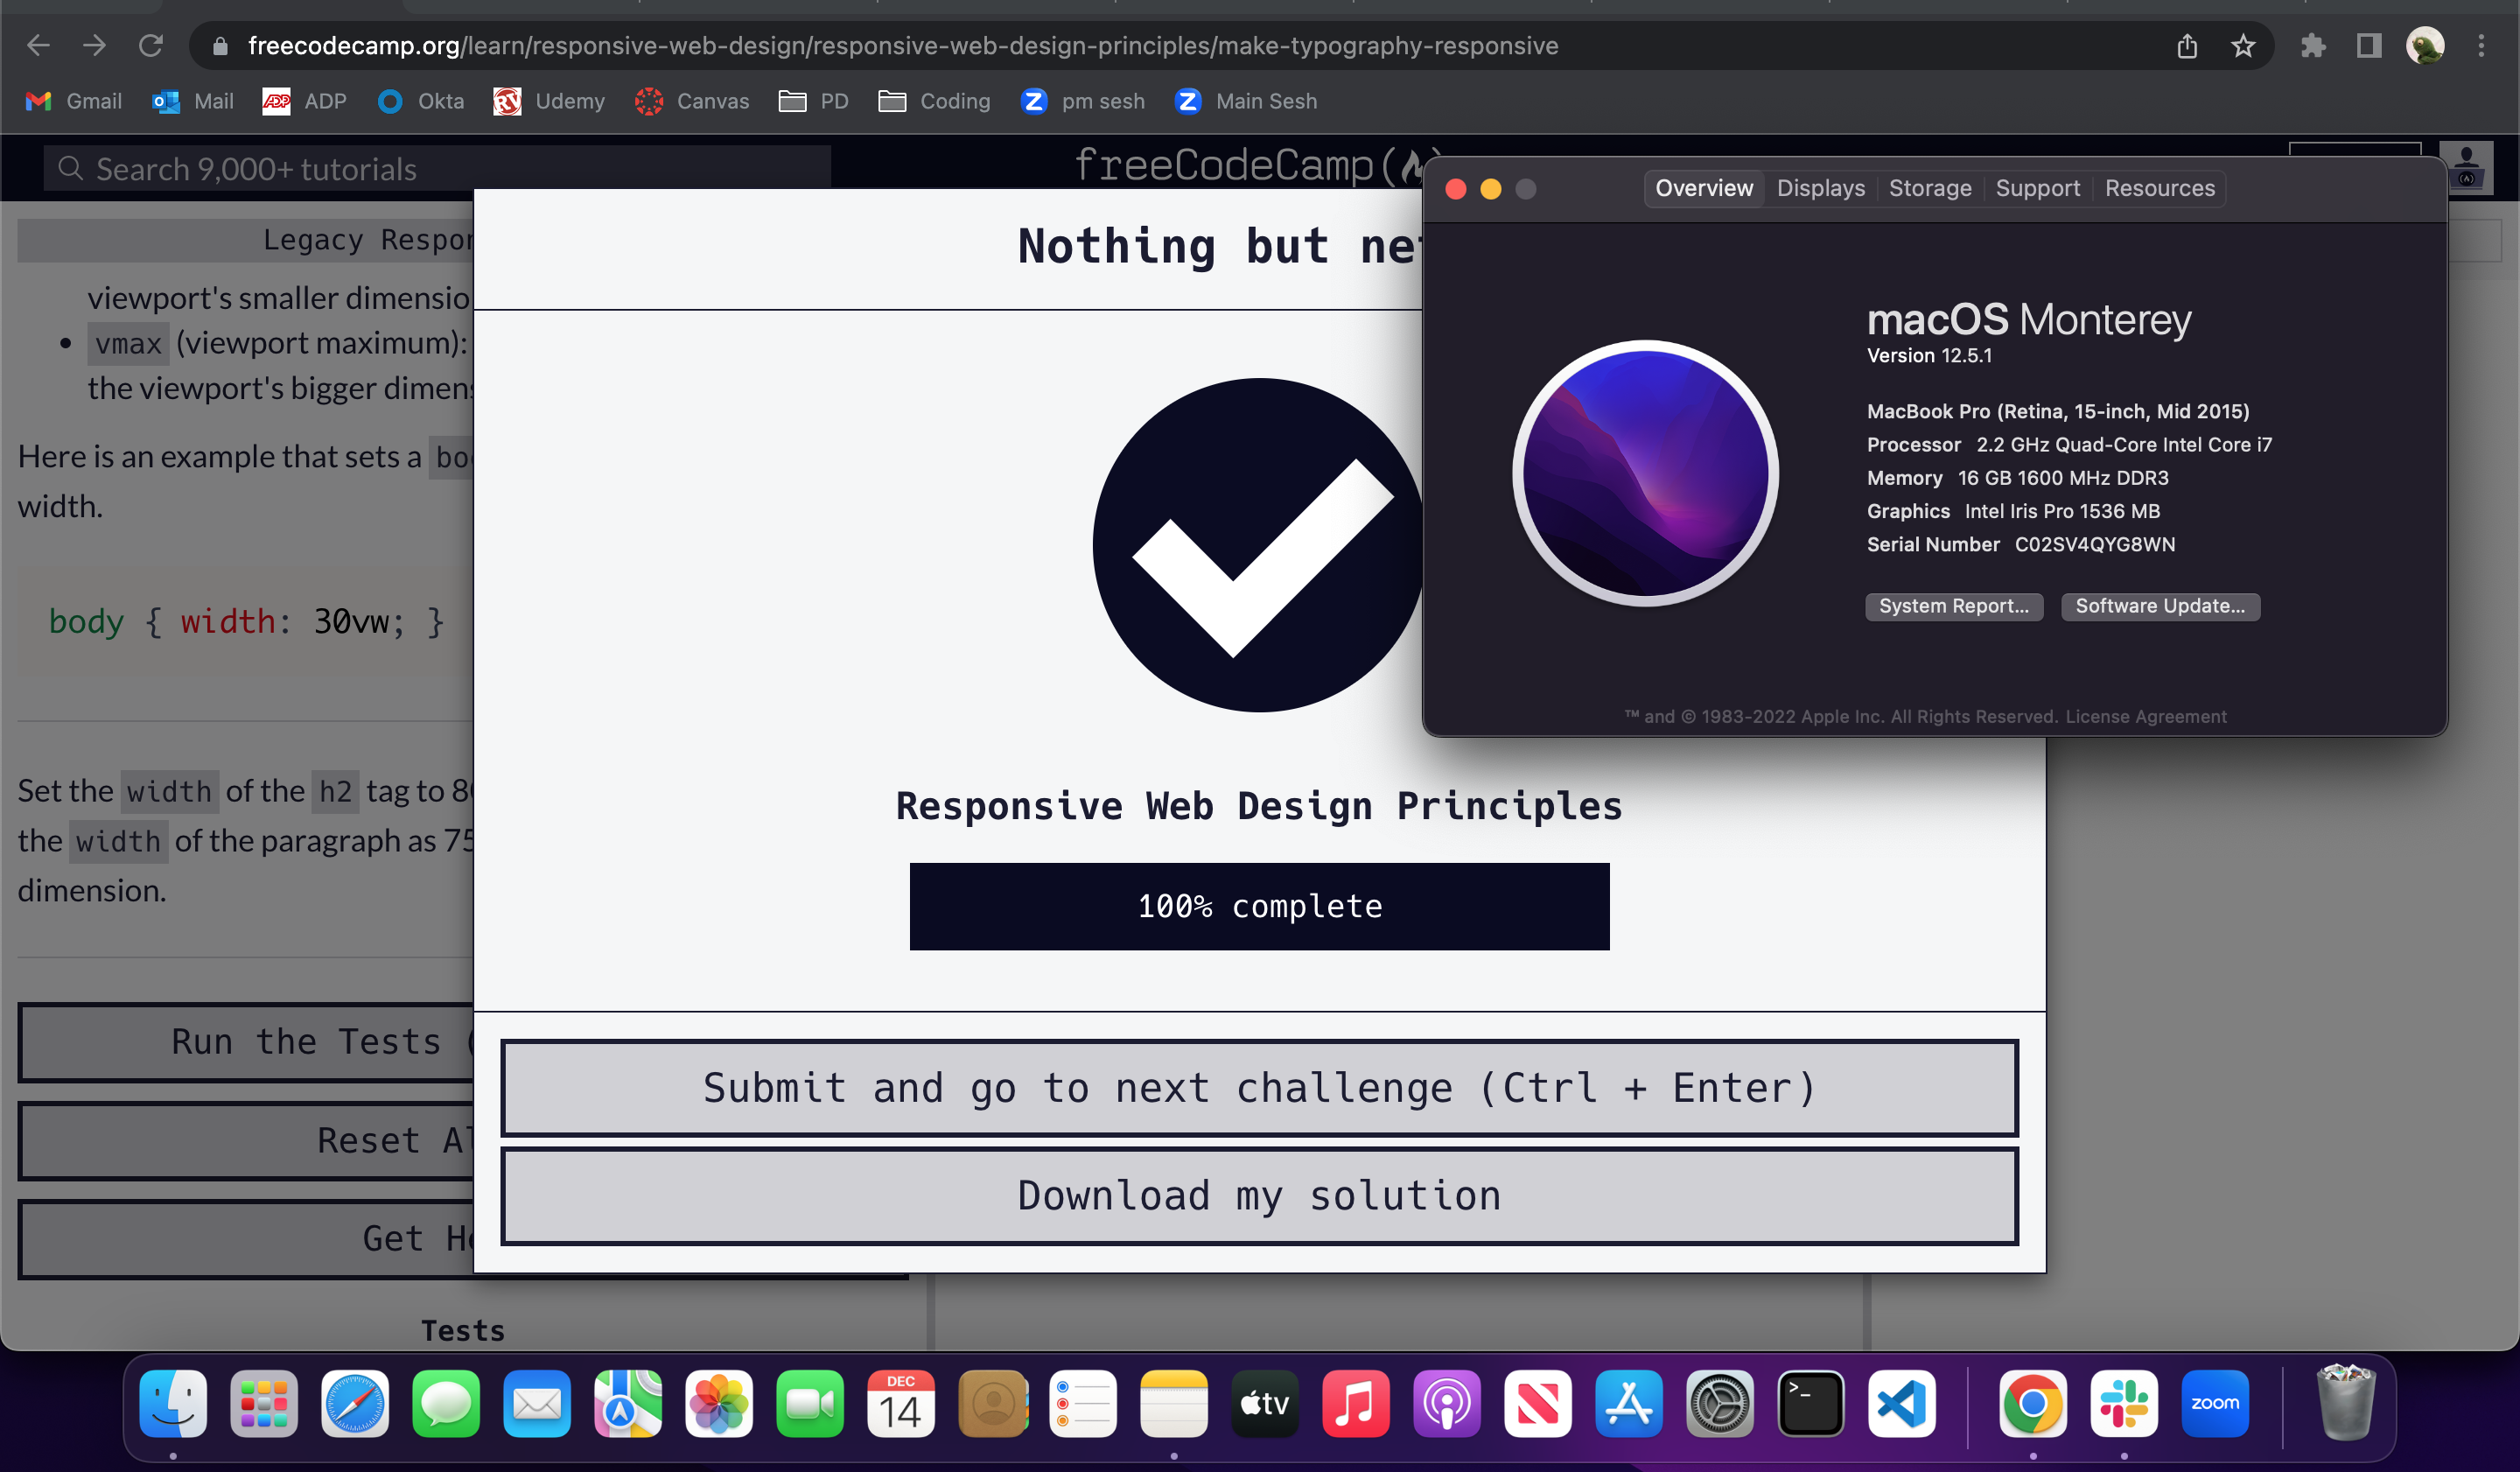 freecodecamp.org/learn/responsive-web-design/responsive-web-design-principles/make-typography-responsive
Gmail Mail ADP Okta Udemy Canvas PD Coding pm sesh Main Sesh
Search 9,000+ tutorials
freeCodeCamp(
Legacy Respon
viewport's smaller dimensio
vmax (viewport maximum):
the viewport's bigger dimens
Here is an example that sets a bo
width.
body { width: 30vw; }
Set the width of the h2 tag to 80
the width of the paragraph as 75
dimension.
Run the Tests (
Reset Al
Get He
Tests
Nothing but net
Responsive Web Design Principles
100% complete
Submit and go to next challenge (Ctrl + Enter)
Download my solution
Overview Displays Storage Support Resources
macOS Monterey
Version 12.5.1
MacBook Pro (Retina, 15-inch, Mid 2015)
Processor 2.2 GHz Quad-Core Intel Core i7
Memory 16 GB 1600 MHz DDR3
Graphics Intel Iris Pro 1536 MB
Serial Number C02SV4QYG8WN
System Report... Software Update...
™ and © 1983-2022 Apple Inc. All Rights Reserved. License Agreement
DEC
14
tv
>_
zoom